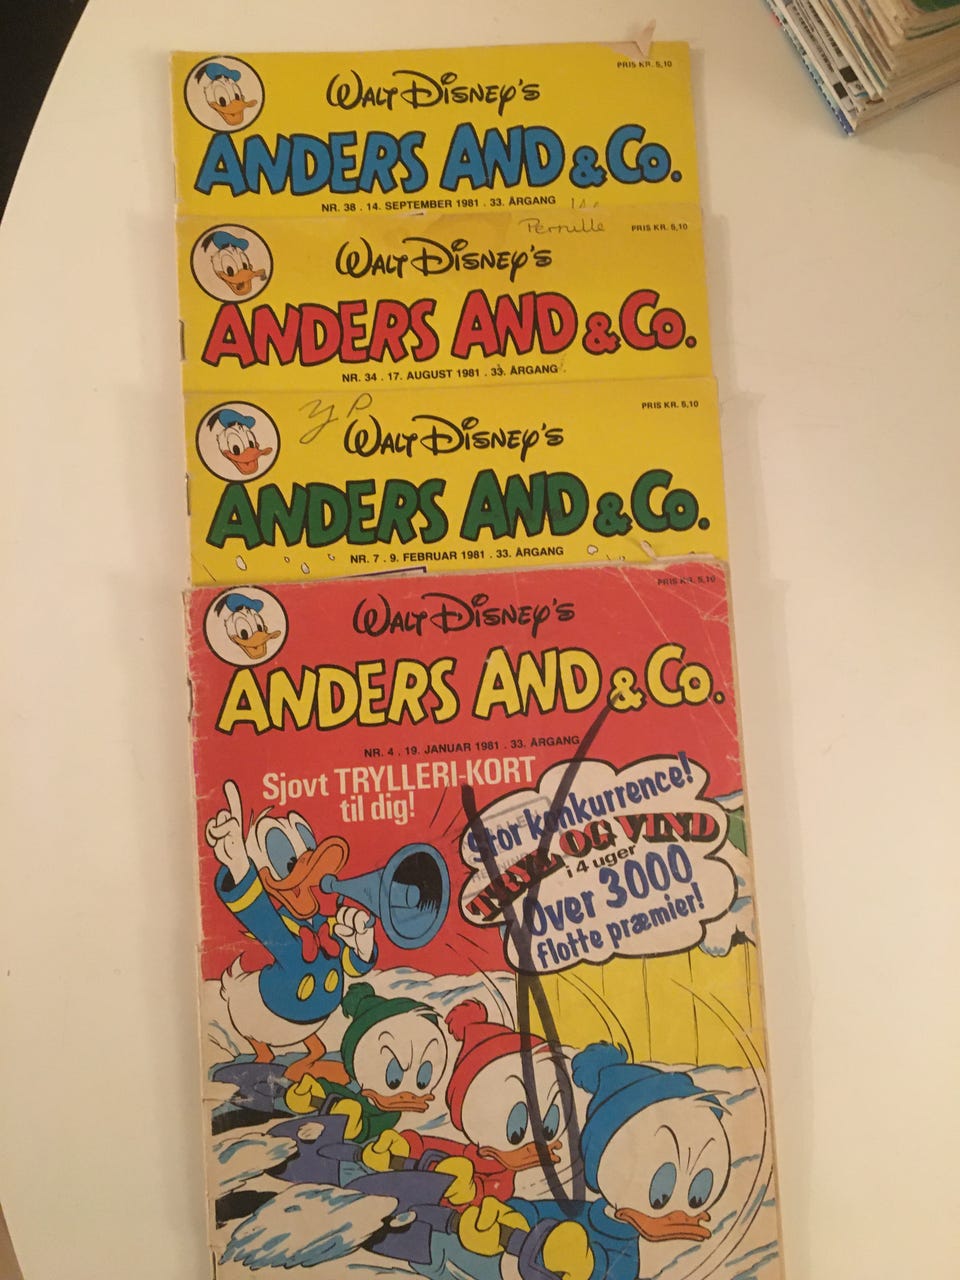 PRIS KR. 5,10
WALT DISNEY'S
ANDERS AND & CO.
NR. 38 . 14. SEPTEMBER 1981 . 33. ÅRGANG
Pernille
PRIS KR. 5,10
WALT DISNEY'S
ANDERS AND & CO.
NR. 34 . 17. AUGUST 1981 . 33. ÅRGANG
PRIS KR. 5,10
WALT DISNEY'S
ANDERS AND & CO.
NR. 7 . 9. FEBRUAR 1981 . 33. ÅRGANG
PRIS KR. 5,10
WALT DISNEY'S
ANDERS AND & CO.
NR. 4 . 19. JANUAR 1981 . 33. ÅRGANG
Sjovt TRYLLERI-KORT
til dig!
Stor konkurrence!
TRYL OG VIND
i 4 uger
Over 3000
flotte præmier!